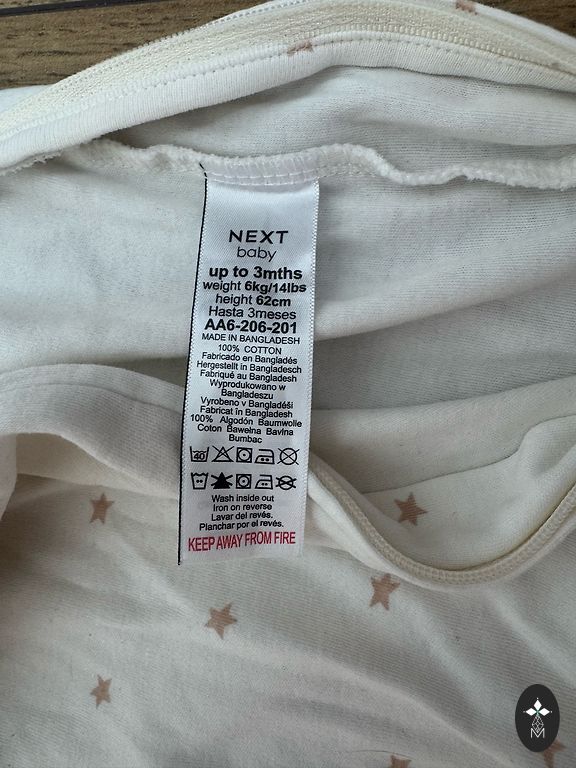 NEXT
baby
up to 3mths
weight 6kg/14lbs
height 62cm
Hasta 3meses
AA6-206-201
MADE IN BANGLADESH
100% COTTON
Fabricado en Bangladés
Hergestellt in Bangladesch
Fabriqué au Bangladesh
Wyprodukowano w
Bangladeszu
Vyrobeno v Bangladéši
Fabricat în Bangladesh
100% Algodón Baumwolle
Coton Bawełna Bavlna
Bumbac
40
Wash inside out
Iron on reverse
Lavar del revés.
Planchar por el revés.
KEEP AWAY FROM FIRE
M